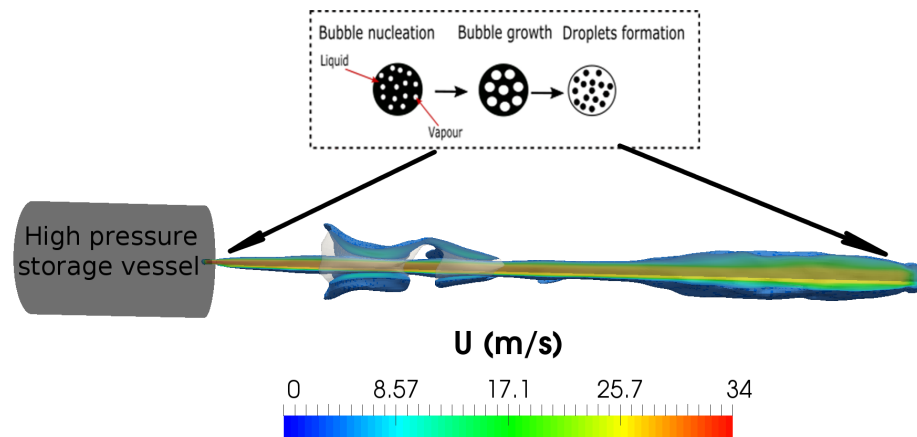 Bubble nucleation Bubble growth Droplets formation
Liquid
Vapour
High pressure
storage vessel
U (m/s)
0 8.57 17.1 25.7 34